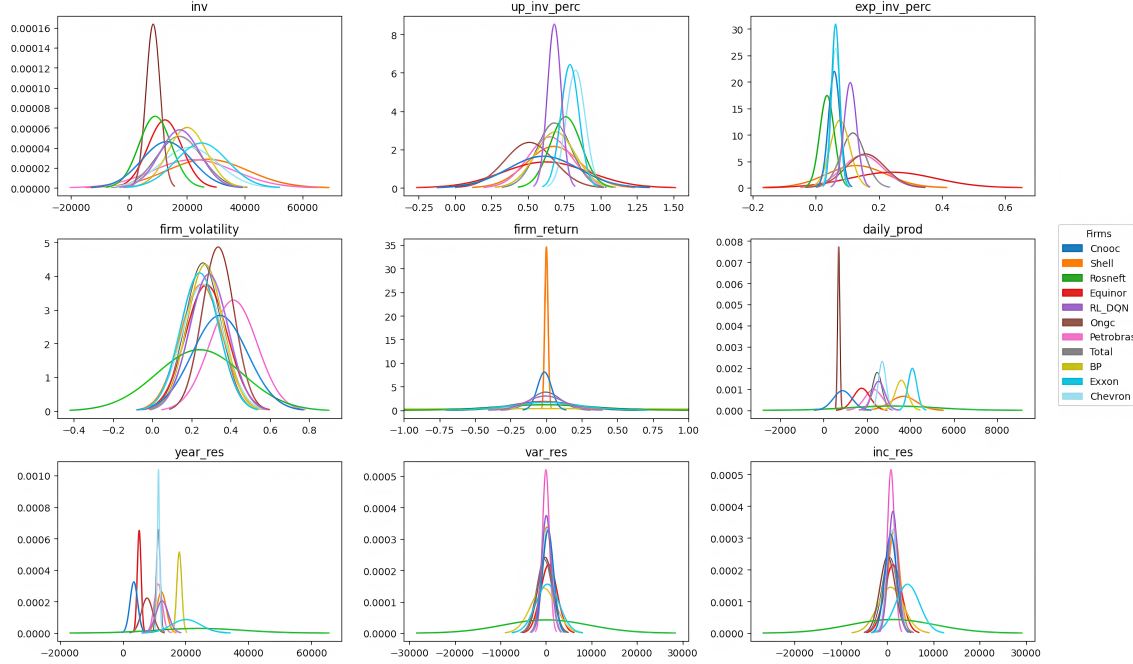 inv
up_inv_perc
exp_inv_perc
0.00016
0.00014
0.00012
0.00010
0.00008
0.00006
0.00004
0.00002
0.00000
−20000 0 20000 40000 60000
8
6
4
2
0
−0.25 0.00 0.25 0.50 0.75 1.00 1.25 1.50
30
25
20
15
10
5
0
−0.2 0.0 0.2 0.4 0.6
firm_volatility
firm_return
daily_prod
5
4
3
2
1
0
−0.4 −0.2 0.0 0.2 0.4 0.6 0.8
35
30
25
20
15
10
5
0
−1.00 −0.75 −0.50 −0.25 0.00 0.25 0.50 0.75 1.00
0.008
0.007
0.006
0.005
0.004
0.003
0.002
0.001
0.000
−2000 0 2000 4000 6000 8000
Firms
Cnooc
Shell
Rosneft
Equinor
RL_DQN
Ongc
Petrobras
Total
BP
Exxon
Chevron
year_res
var_res
inc_res
0.0010
0.0008
0.0006
0.0004
0.0002
0.0000
−20000 0 20000 40000 60000
0.0005
0.0004
0.0003
0.0002
0.0001
0.0000
−30000 −20000 −10000 0 10000 20000 30000
0.0005
0.0004
0.0003
0.0002
0.0001
0.0000
−20000 −10000 0 10000 20000 30000